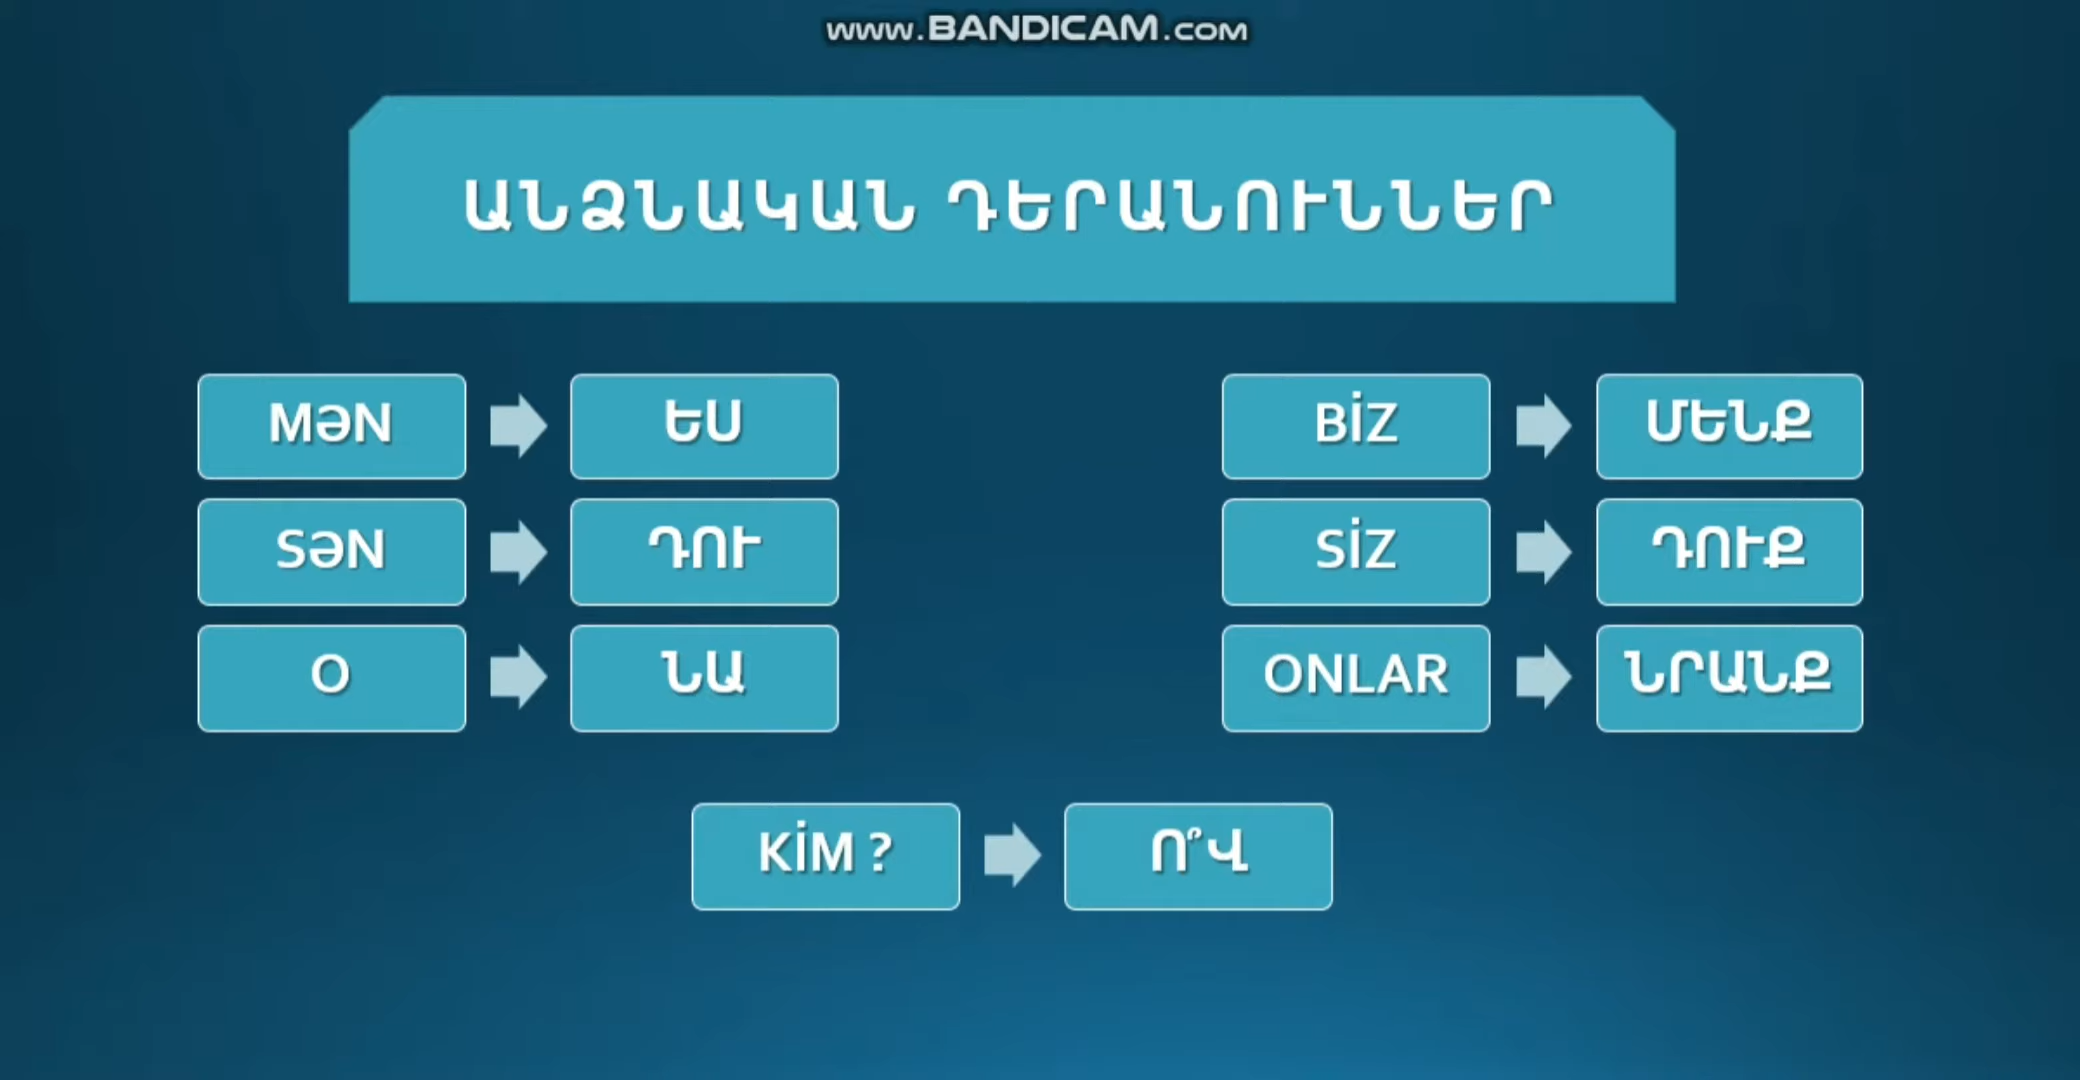 www.BANDICAM.com
ԱՆՁՆԱԿԱՆ ԴԵՐԱՆՈՒՆՆԵՐ
MƏN ԵՍ
SƏN ԴՈՒ
O ՆԱ
BİZ ՄԵՆՔ
SİZ ԴՈՒՔ
ONLAR ՆՐԱՆՔ
KİM ? Ո՞Վ